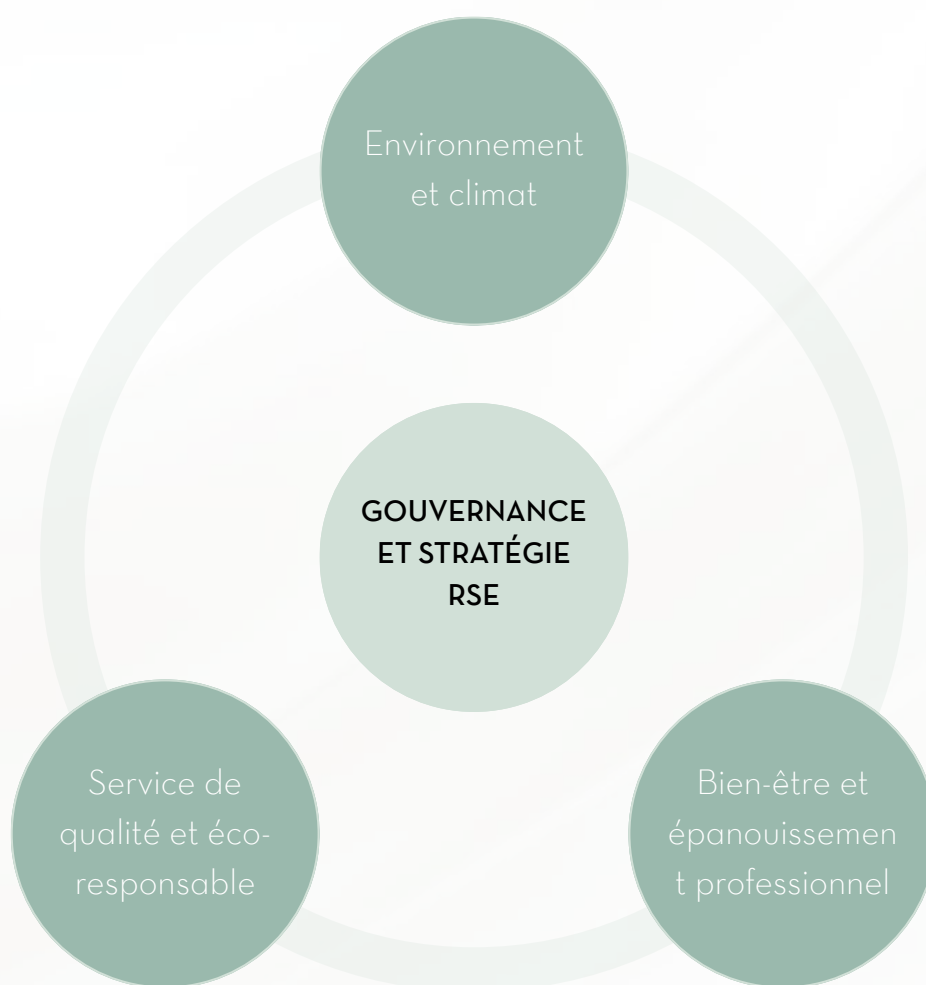 Environnement
et climat
GOUVERNANCE
ET STRATÉGIE
RSE
Service de
qualité et éco-
responsable
Bien-être et
épanouissemen
t professionnel